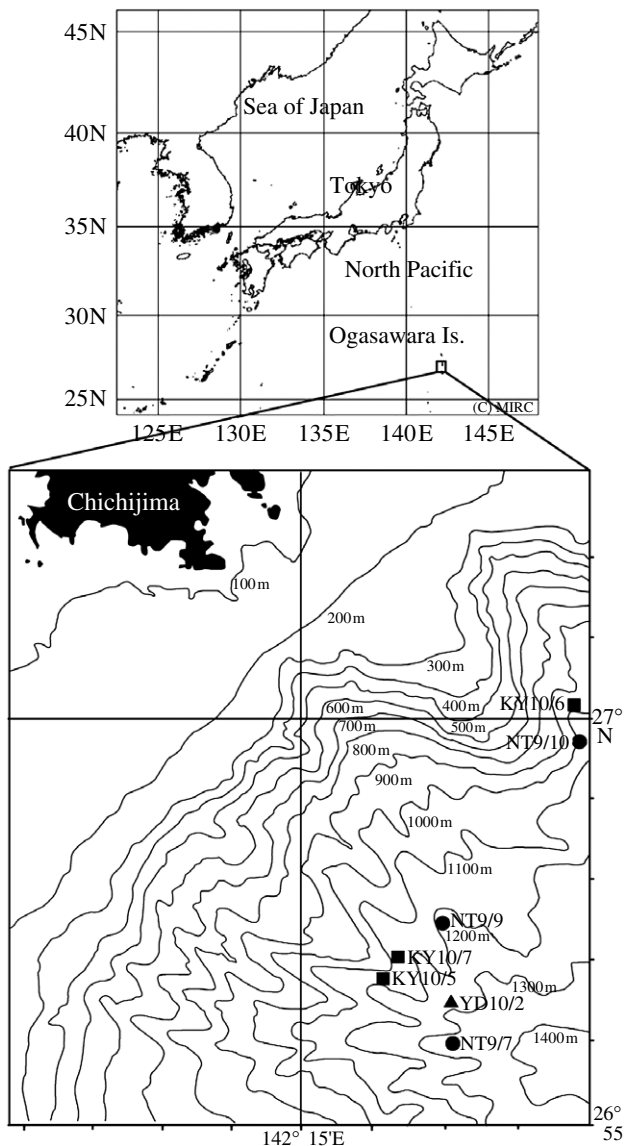 45N
Sea of Japan
40N
Tokyo
35N
North Pacific
30N
Ogasawara Is.
25N
(C) MIRC
125E 130E 135E 140E 145E
Chichijima
100m
200m
300m
400m
KY10/6
600m
27°
500m
700m
N
NT9/10
800m
900m
1000m
1100m
NT9/9
1200m
KY10/7
KY10/5
1300m
YD10/2
1400m
NT9/7
26°
55
142° 15'E